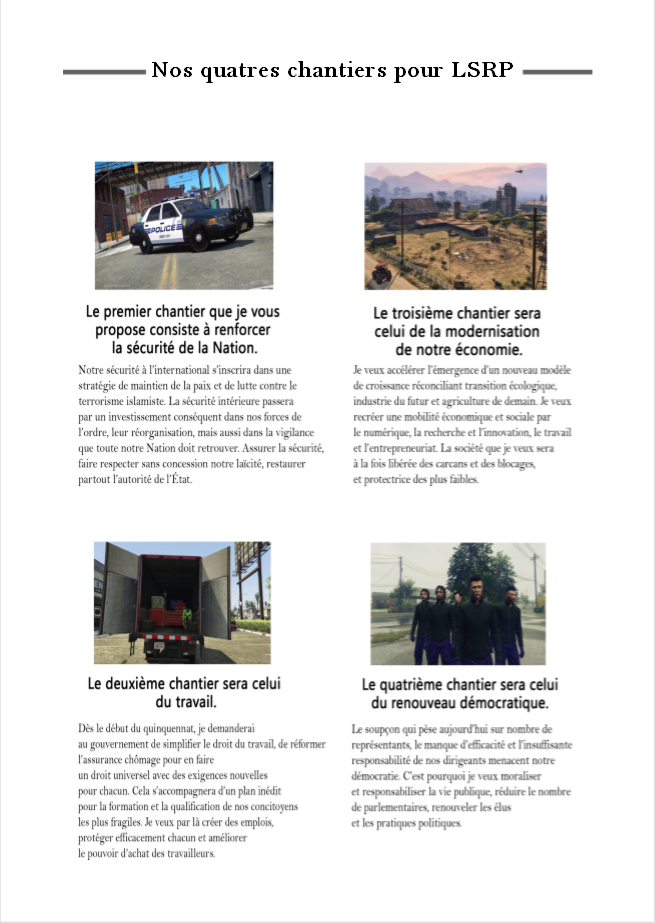 Nos quatres chantiers pour LSRP
POLICE
Le premier chantier que je vous
propose consiste à renforcer
la sécurité de la Nation.
Notre sécurité à l'international s'inscrira dans une
stratégie de maintien de la paix et de lutte contre le
terrorisme islamiste. La sécurité intérieure passera
par un investissement conséquent dans nos forces de
l'ordre, leur réorganisation, mais aussi dans la vigilance
que toute notre Nation doit retrouver. Assurer la sécurité,
faire respecter sans concession notre laïcité, restaurer
partout l'autorité de l'État.
Le troisième chantier sera
celui de la modernisation
de notre économie.
Je veux accélérer l'émergence d'un nouveau modèle
de croissance réconciliant transition écologique,
industrie du futur et agriculture de demain. Je veux
recréer une mobilité économique et sociale par
le numérique, la recherche et l'innovation, le travail
et l'entrepreneuriat. La société que je veux sera
à la fois libérée des carcans et des blocages,
et protectrice des plus faibles.
Le deuxième chantier sera celui
du travail.
Dès le début du quinquennat, je demanderai
au gouvernement de simplifier le droit du travail, de réformer
l'assurance chômage pour en faire
un droit universel avec des exigences nouvelles
pour chacun. Cela s'accompagnera d'un plan inédit
pour la formation et la qualification de nos concitoyens
les plus fragiles. Je veux par là créer des emplois,
protéger efficacement chacun et améliorer
le pouvoir d'achat des travailleurs.
Le quatrième chantier sera celui
du renouveau démocratique.
Le soupçon qui pèse aujourd'hui sur nombre de
représentants, le manque d'efficacité et l'insuffisante
responsabilité de nos dirigeants menacent notre
démocratie. C'est pourquoi je veux moraliser
et responsabiliser la vie publique, réduire le nombre
de parlementaires, renouveler les élus
et les pratiques politiques.